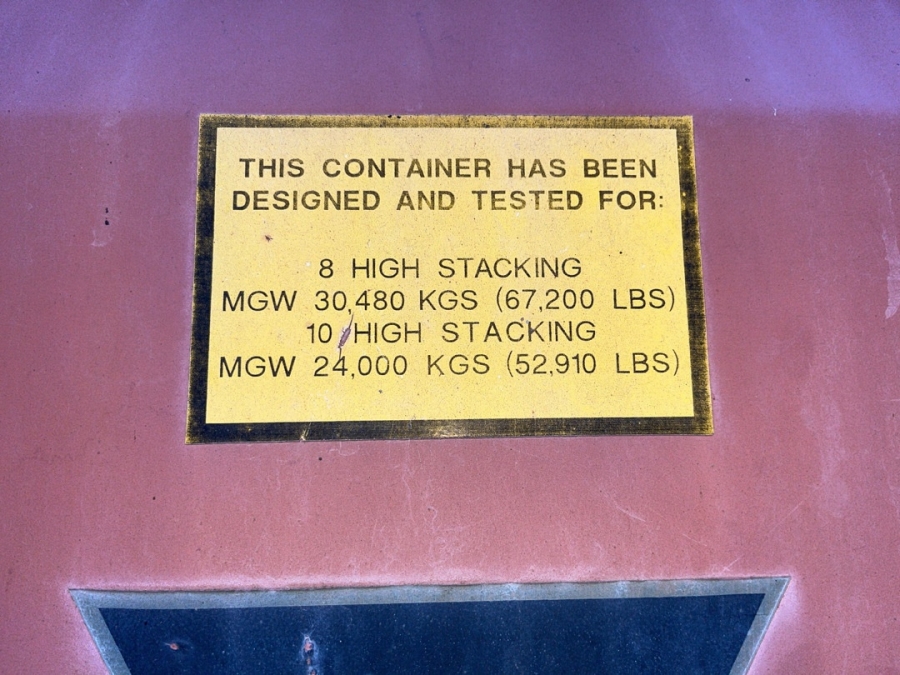 THIS CONTAINER HAS BEEN
DESIGNED AND TESTED FOR:
8 HIGH STACKING
MGW 30,480 KGS (67,200 LBS)
10 HIGH STACKING
MGW 24,000 KGS (52,910 LBS)